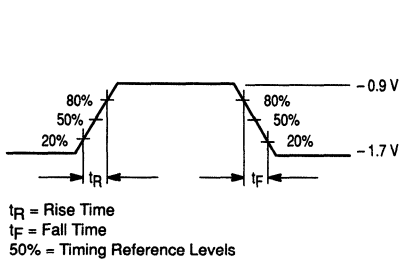 80%
50%
20%
80%
50%
20%
– 0.9 V
– 1.7 V
tR
tF
tR = Rise Time
tF = Fall Time
50% = Timing Reference Levels